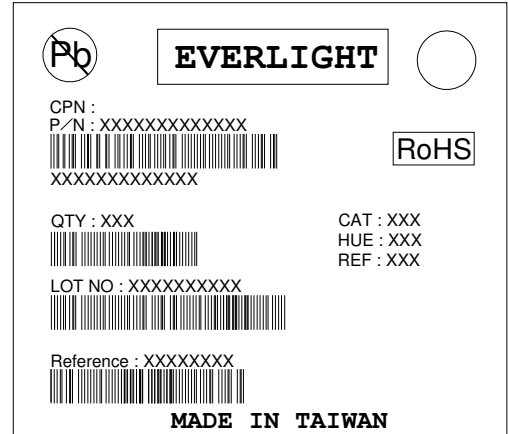 Pb
EVERLIGHT
CPN :
P/N : XXXXXXXXXXXXX
RoHS
XXXXXXXXXXXXX
QTY : XXX
CAT : XXX
HUE : XXX
REF : XXX
LOT NO : XXXXXXXXXX
Reference : XXXXXXXX
MADE IN TAIWAN